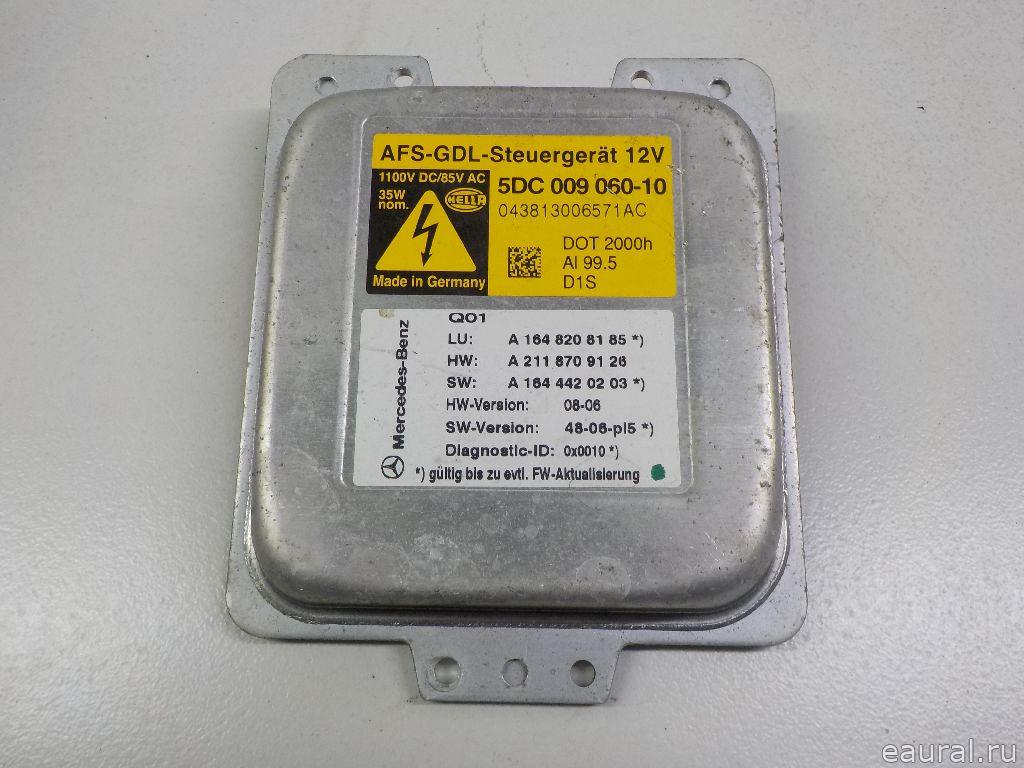 AFS-GDL-Steuergerät 12V
1100V DC/85V AC
35W
nom.
HELLA
Made in Germany
5DC 009 060-10
043813006571AC
DOT 2000h
Al 99.5
D1S
Mercedes-Benz
Q01
LU: A 164 820 81 85 *)
HW: A 211 870 91 26
SW: A 164 442 02 03 *)
HW-Version: 08-06
SW-Version: 48-06-pl5 *)
Diagnostic-ID: 0x0010 *)
*) gültig bis zu evtl. FW-Aktualisierung
eaural.ru